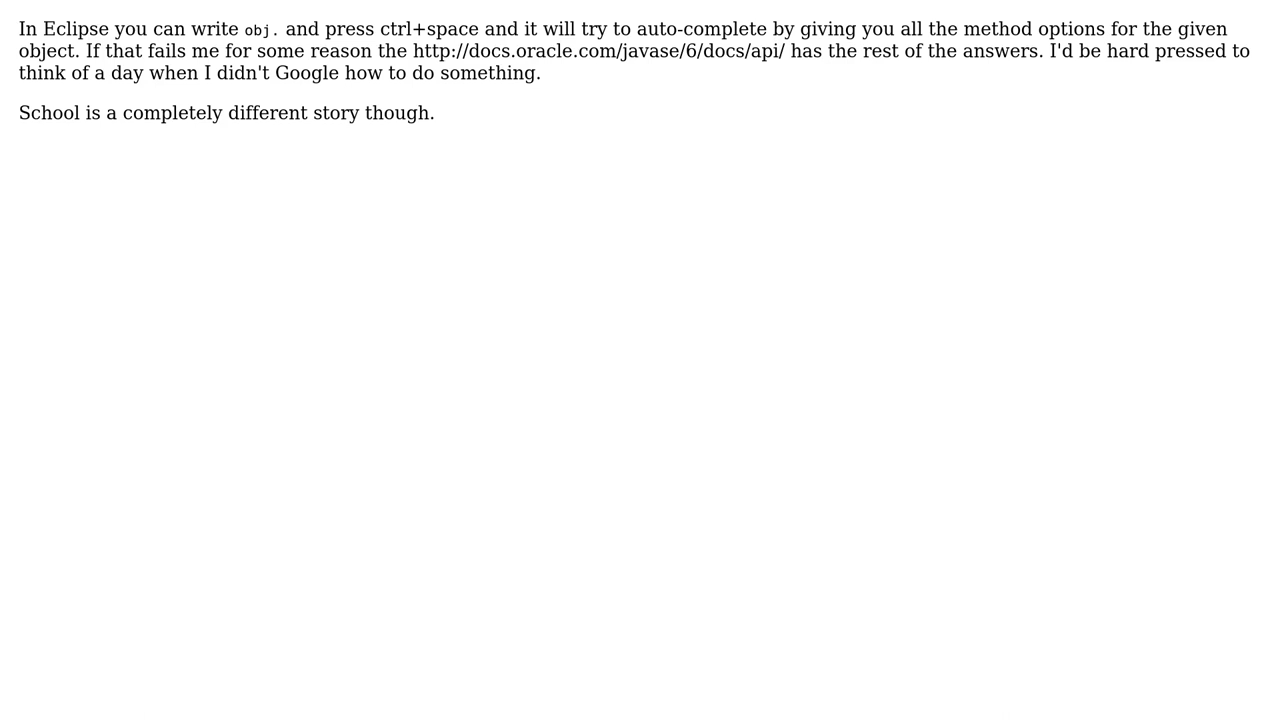 In Eclipse you can write obj. and press ctrl+space and it will try to auto-complete by giving you all the method options for the given
object. If that fails me for some reason the http://docs.oracle.com/javase/6/docs/api/ has the rest of the answers. I'd be hard pressed to
think of a day when I didn't Google how to do something.
School is a completely different story though.